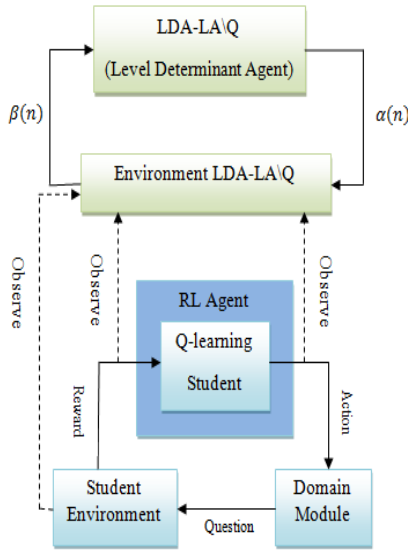 LDA-LA\Q
(Level Determinant Agent)
β(n)
α(n)
Environment LDA-LA\Q
Observe
Observe
Observe
RL Agent
Q-learning
Student
Reward
Action
Student
Environment
Question
Domain
Module